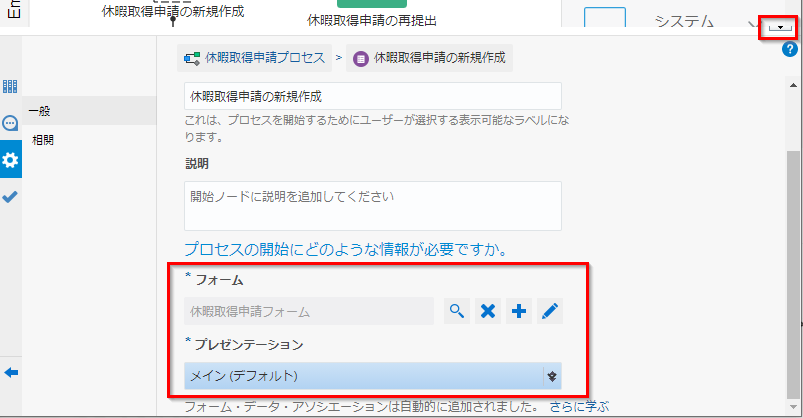 En
休暇取得申請の新規作成
休暇取得申請の再提出
システム
休暇取得申請プロセス > 休暇取得申請の新規作成
一般
相関
休暇取得申請の新規作成
これは、プロセスを開始するためにユーザーが選択する表示可能なラベルにな
ります。
説明
開始ノードに説明を追加してください
プロセスの開始にどのような情報が必要ですか。
* フォーム
休暇取得申請フォーム
* プレゼンテーション
メイン (デフォルト)
フォーム・データ・アソシエーションは自動的に追加されました。 さらに学ぶ